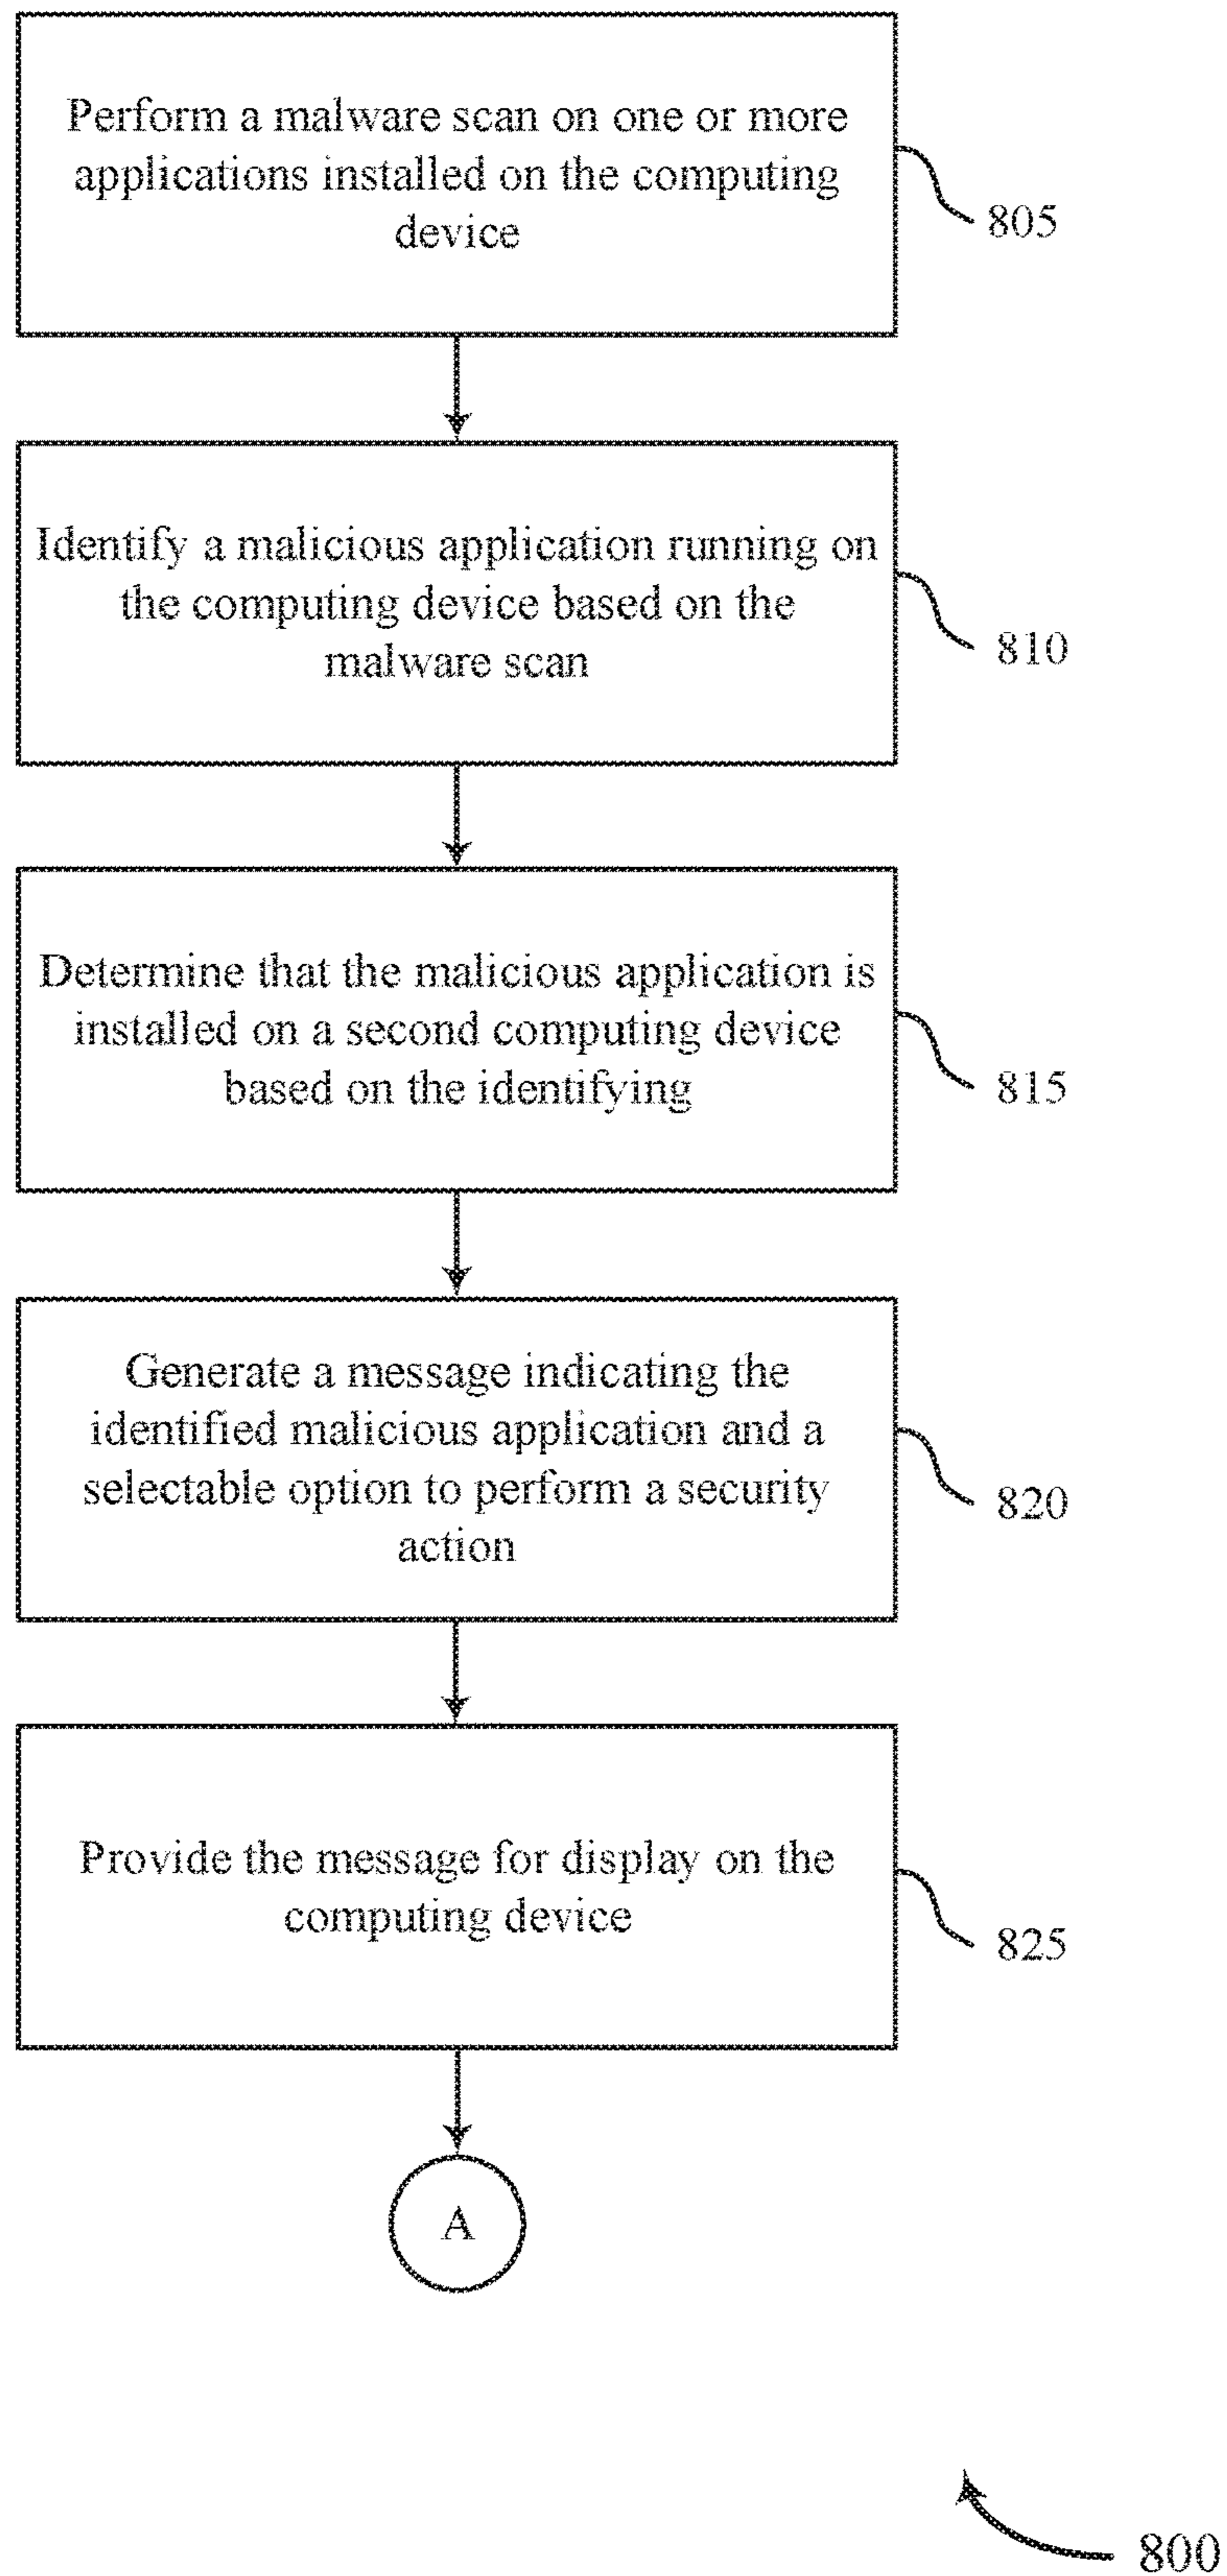 Perform a malware scan on one or more
applications installed on the computing
device
805
Identify a malicious application running on
the computing device based on the
malware scan
810
Determine that the malicious application is
installed on a second computing device
based on the identifying
815
Generate a message indicating the
identified malicious application and a
selectable option to perform a security
action
820
Provide the message for display on the
computing device
825
A
800